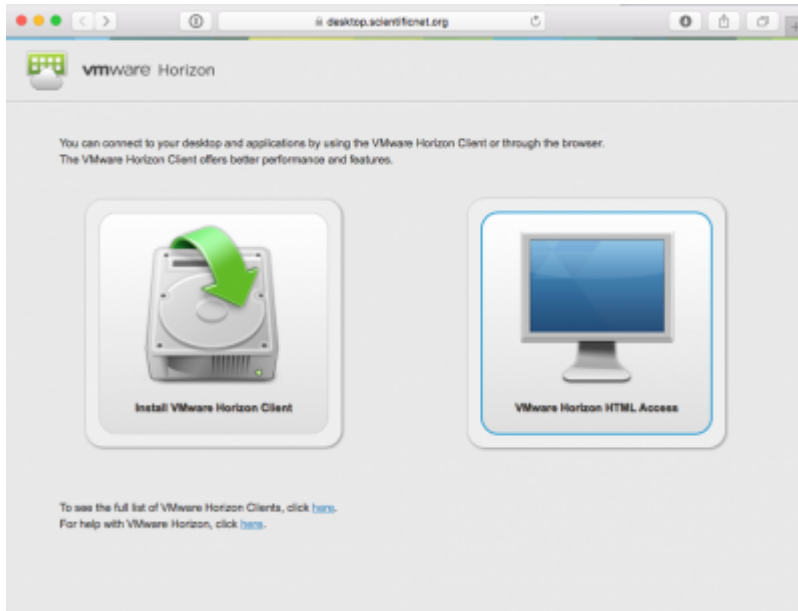 desktop.scientificnet.org
vmware Horizon
You can connect to your desktop and applications by using the VMware Horizon Client or through the browser.
The VMware Horizon Client offers better performance and features.
Install VMware Horizon Client
VMware Horizon HTML Access
To see the full list of VMware Horizon Clients, click here.
For help with VMware Horizon, click here.